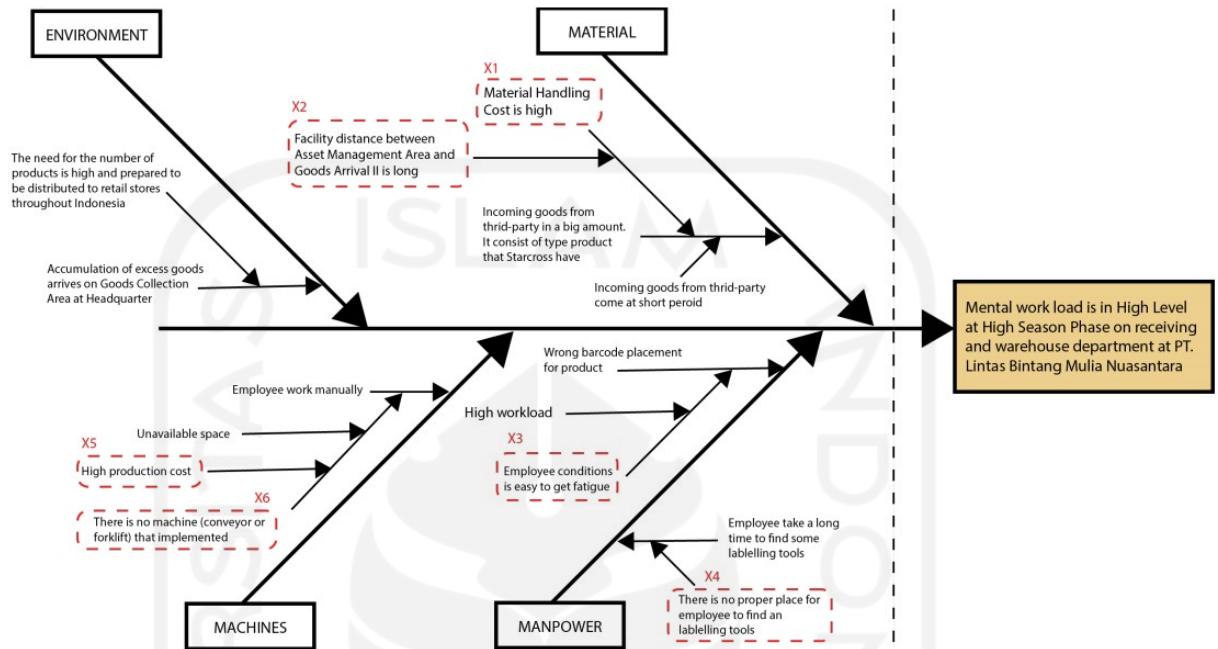 ENVIRONMENT
MATERIAL
X1
Material Handling
Cost is high
X2
Facility distance between
Asset Management Area and
Goods Arrival II is long
The need for the number of
products is high and prepared to
be distributed to retail stores
throughout Indonesia
Incoming goods from
thrid-party in a big amount.
It consist of type product
that Starcross have
Accumulation of excess goods
arrives on Goods Collection
Area at Headquarter
Incoming goods from thrid-party
come at short peroid
Mental work load is in High Level
at High Season Phase on receiving
and warehouse department at PT.
Lintas Bintang Mulia Nuasantara
Wrong barcode placement
for product
Employee work manually
High workload
Unavailable space
X5
High production cost
X3
Employee conditions
is easy to get fatigue
X6
There is no machine (conveyor or
forklift) that implemented
Employee take a long
time to find some
lablelling tools
X4
There is no proper place for
employee to find an
lablelling tools
MACHINES
MANPOWER
ISLAM